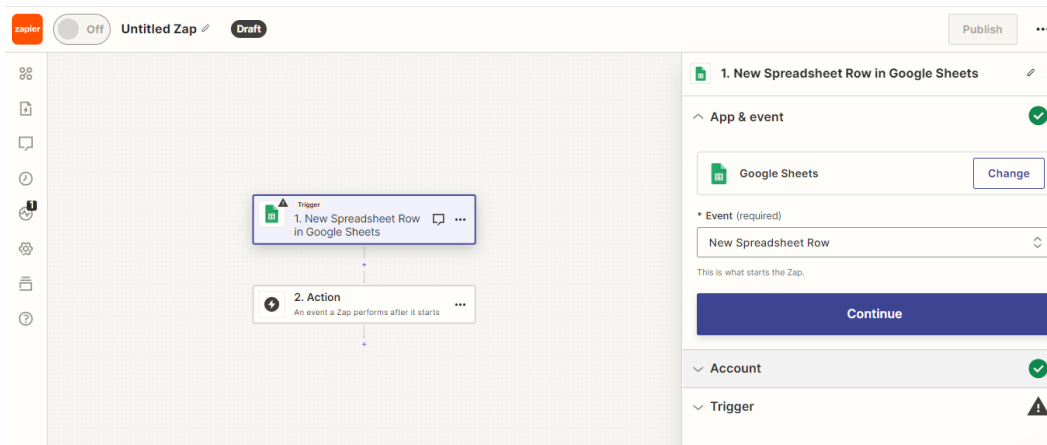 zapier
Off
Untitled Zap
Draft
Publish
1. New Spreadsheet Row in Google Sheets
App & event
Google Sheets
Change
* Event (required)
New Spreadsheet Row
This is what starts the Zap.
Continue
Account
Trigger
1
Trigger
1. New Spreadsheet Row
in Google Sheets
2. Action
An event a Zap performs after it starts